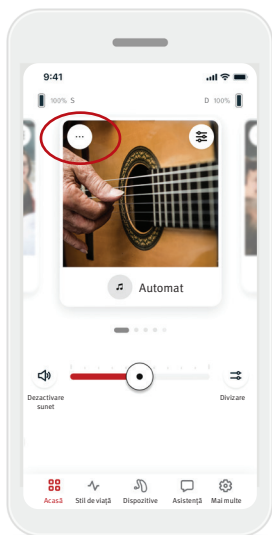 9:41
100% S
D 100%
Automat
Dezactivare
sunet
Divizare
Acasă
Stil de viață
Dispozitive
Asistență
Mai multe